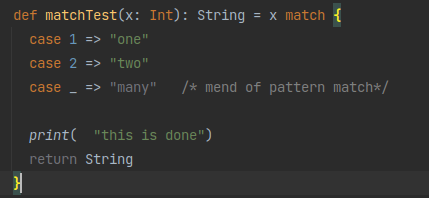 def matchTest(x: Int): String = x match {
case 1 => "one"
case 2 => "two"
case _ => "many" /* mend of pattern match*/
print( "this is done")
return String
}